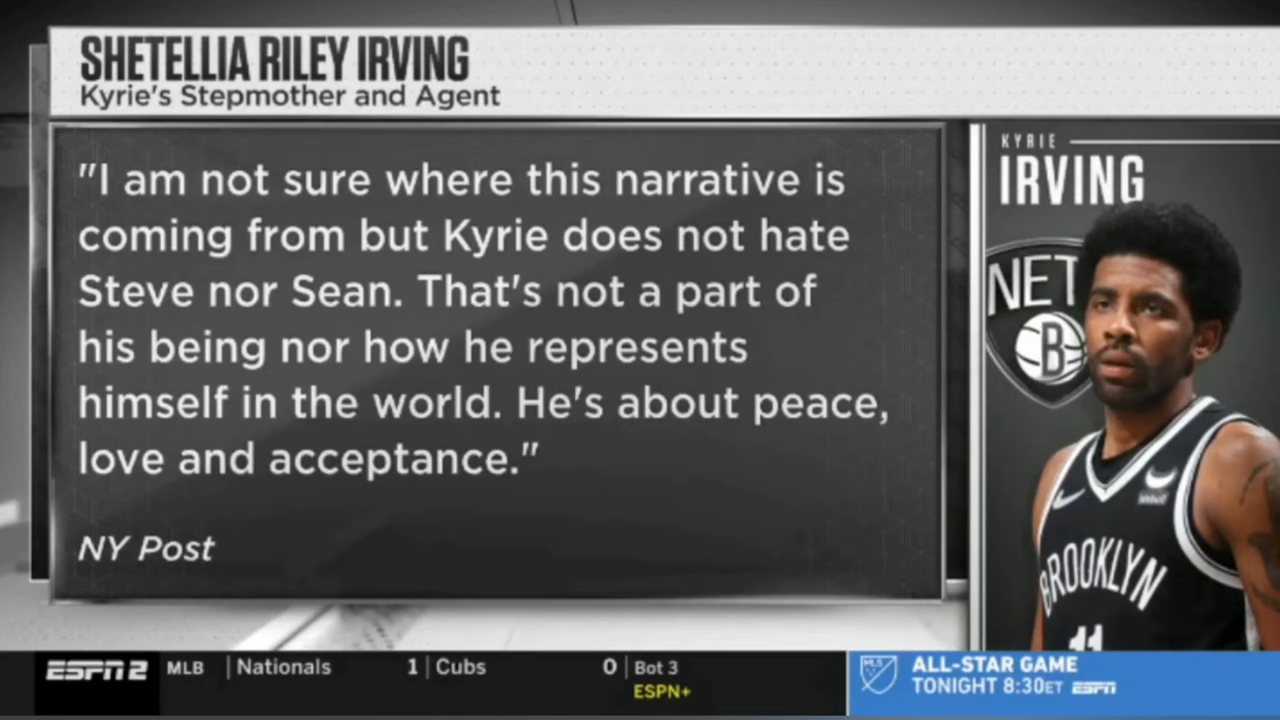 SHETELLIA RILEY IRVING
Kyrie's Stepmother and Agent
"I am not sure where this narrative is
coming from but Kyrie does not hate
Steve nor Sean. That's not a part of
his being nor how he represents
himself in the world. He's about peace,
love and acceptance."
NY Post
KYRIE
IRVING
NET
B
BROOKLYN
11
ESPN2 MLB Nationals 1 Cubs 0 Bot 3
ESPN+
MLS
ALL-STAR GAME
TONIGHT 8:30ET ESPN